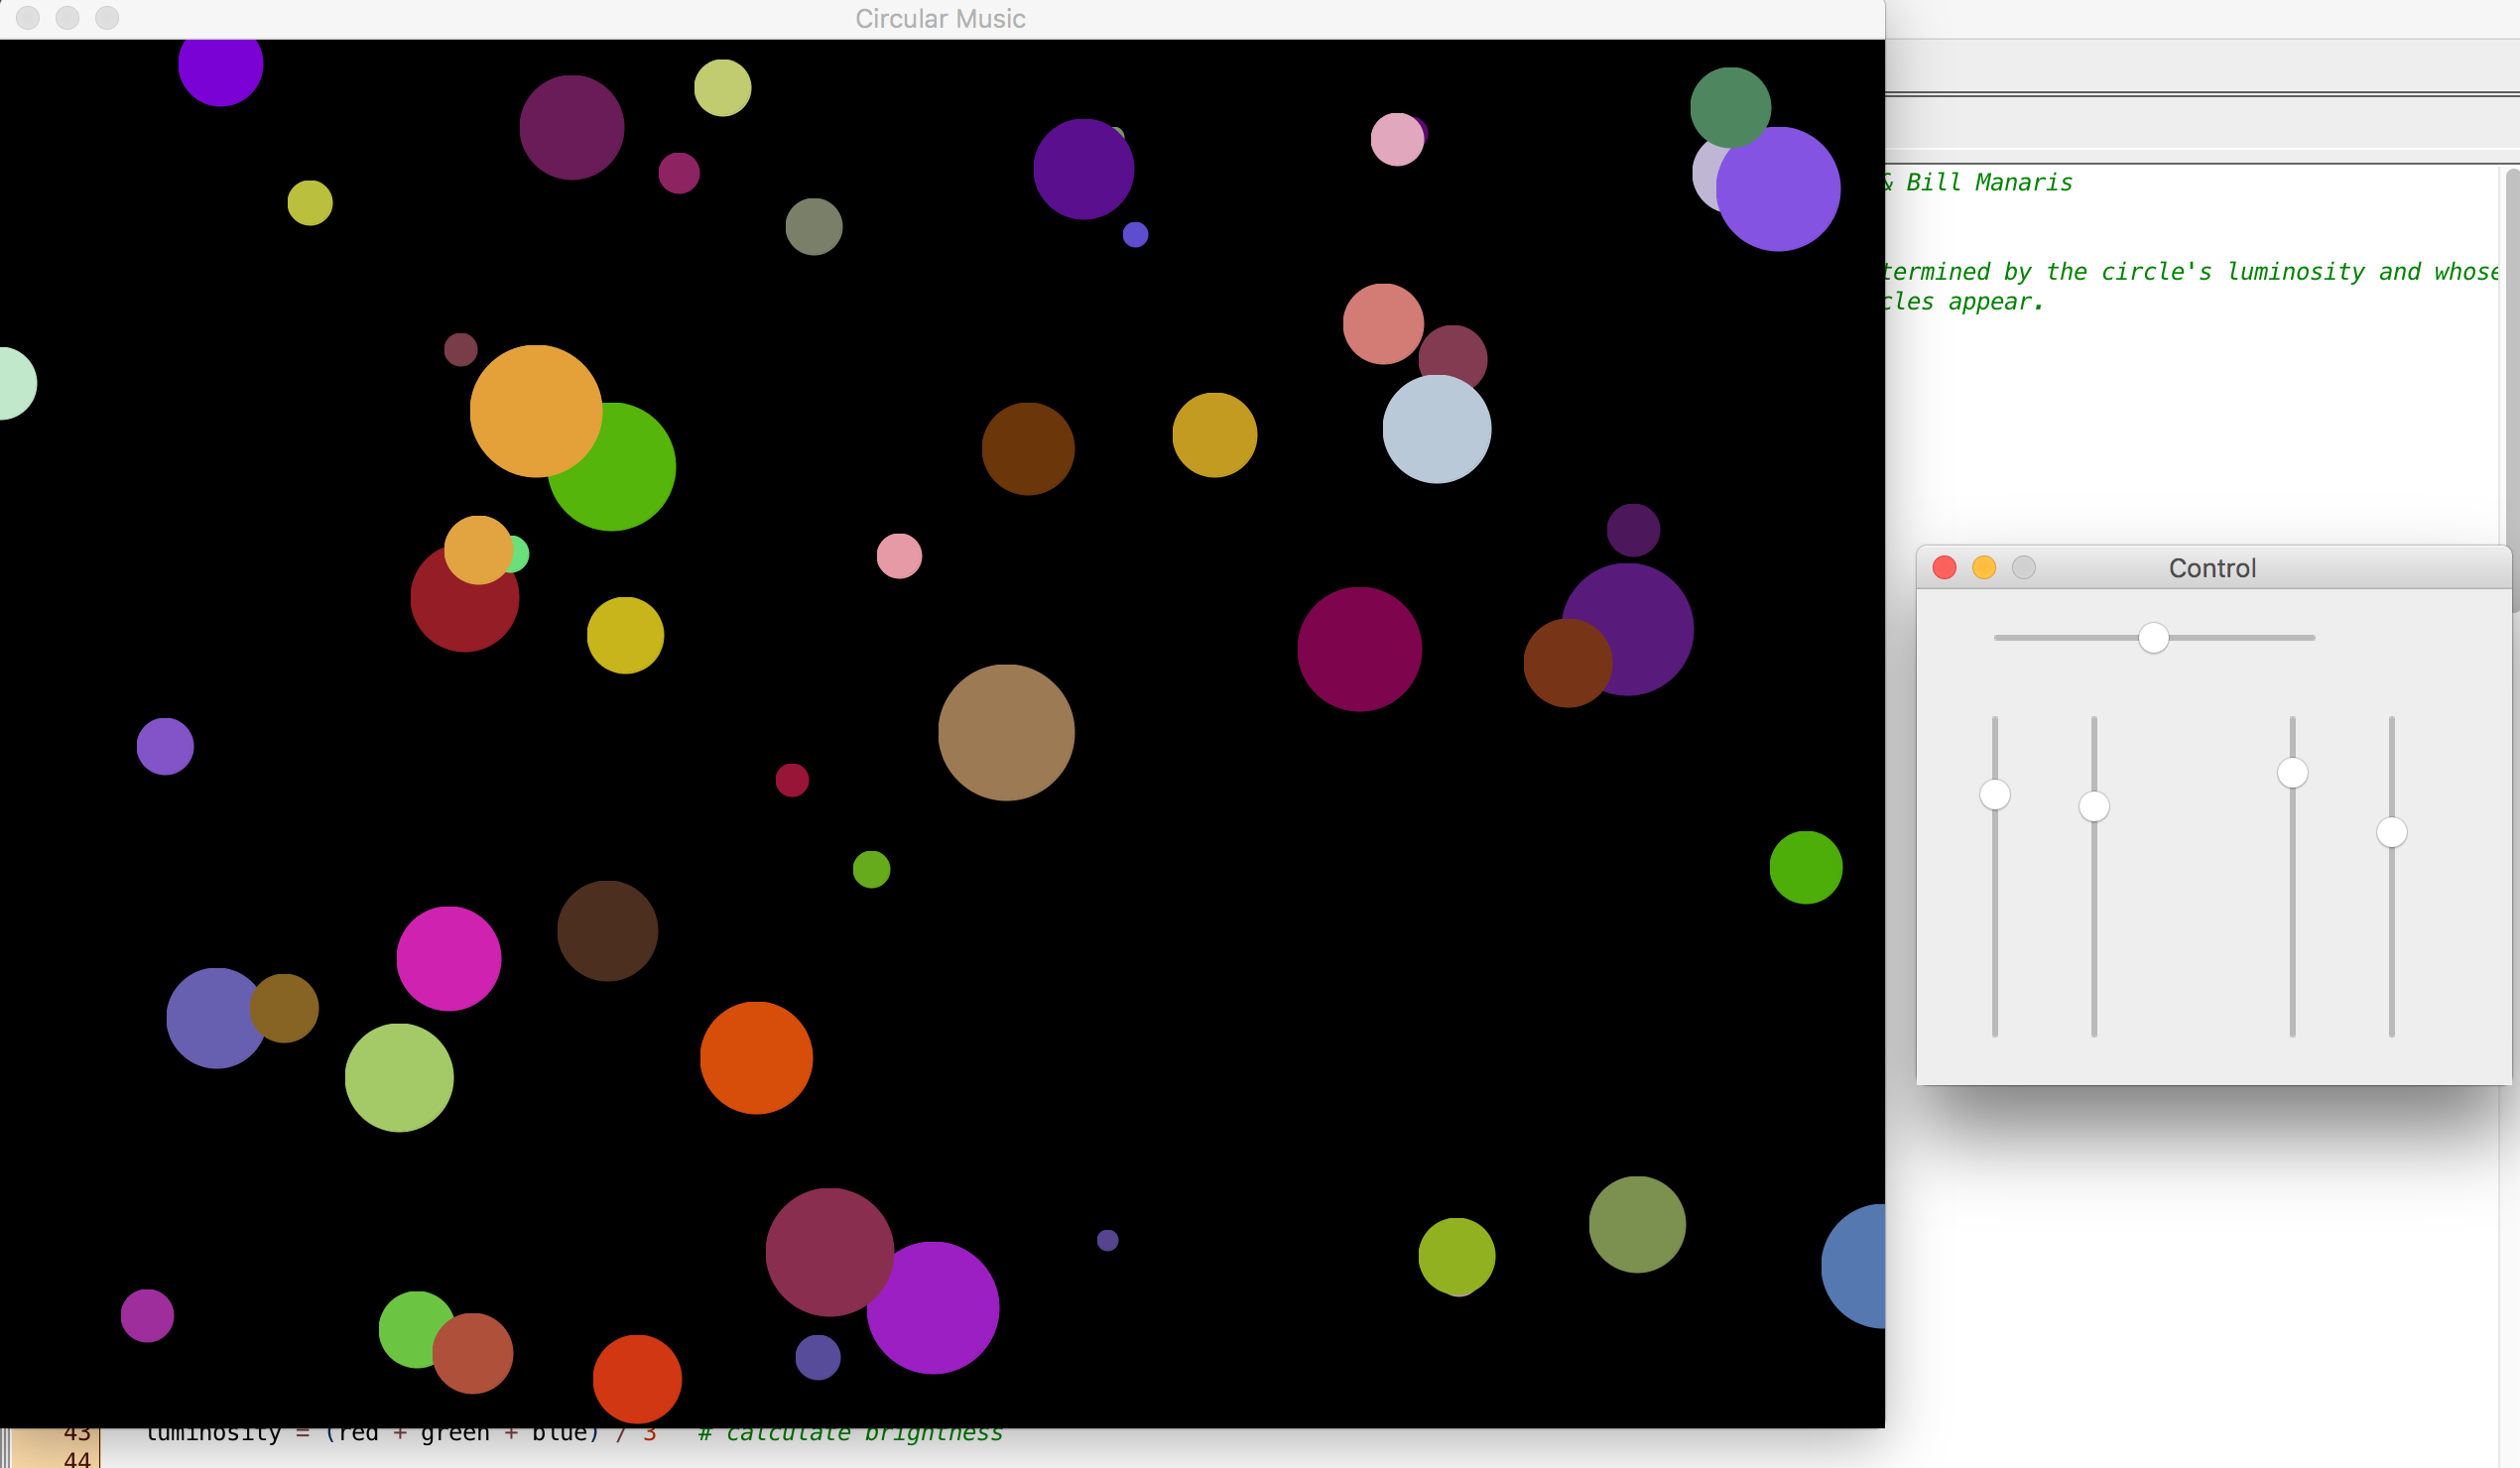 Circular Music
& Bill Manaris
termined by the circle's luminosity and whose
cles appear.
Control
43 luminosity = (red + green + blue) / 3 # calculate brightness
44